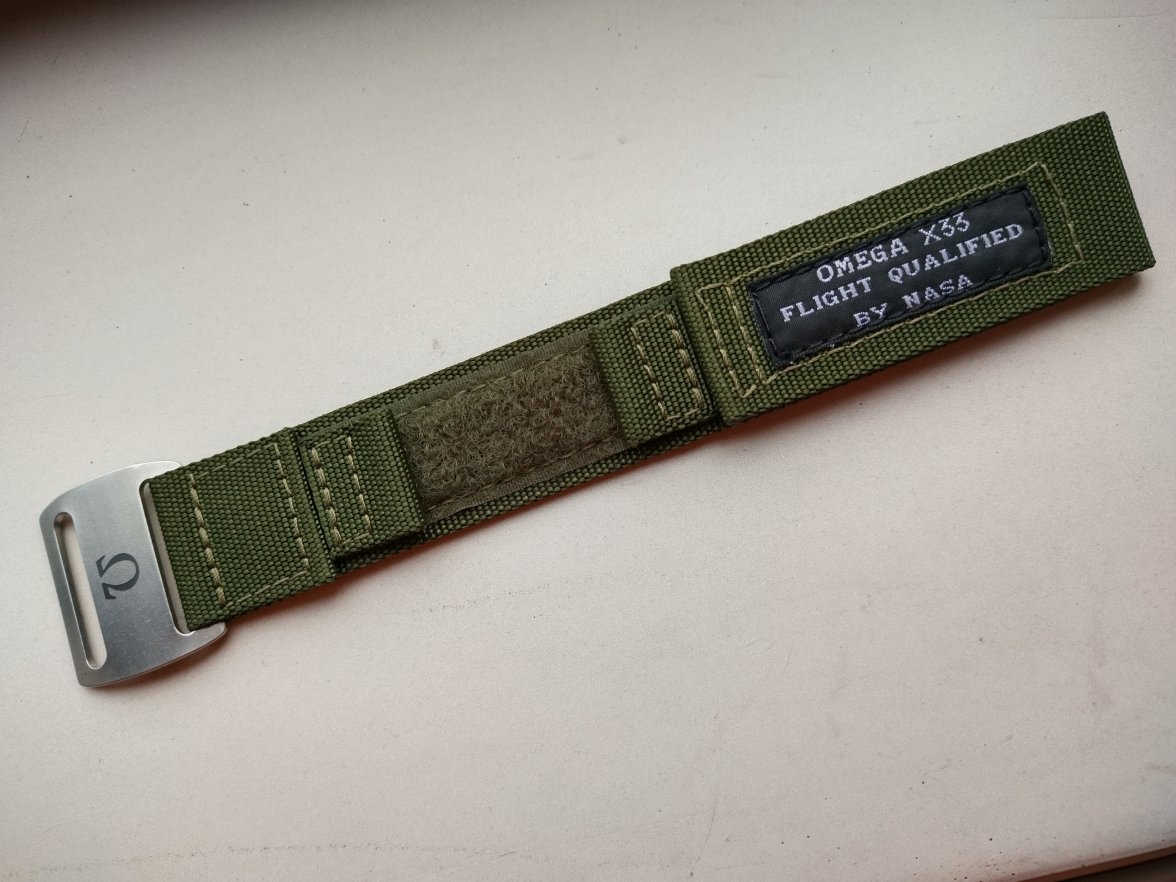 OMEGA X33
FLIGHT QUALIFIED
BY NASA